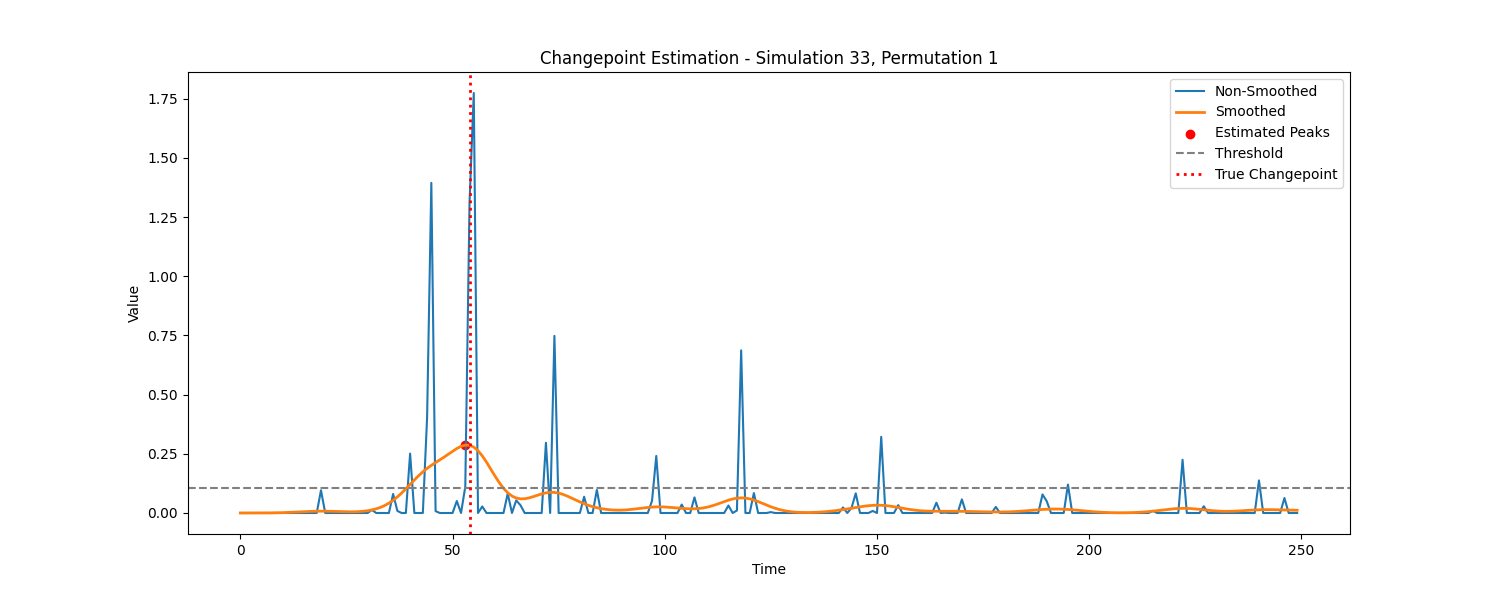 Changepoint Estimation - Simulation 33, Permutation 1
Non-Smoothed
Smoothed
Estimated Peaks
Threshold
True Changepoint
Value
1.75
1.50
1.25
1.00
0.75
0.50
0.25
0.00
0 50 100 150 200 250
Time